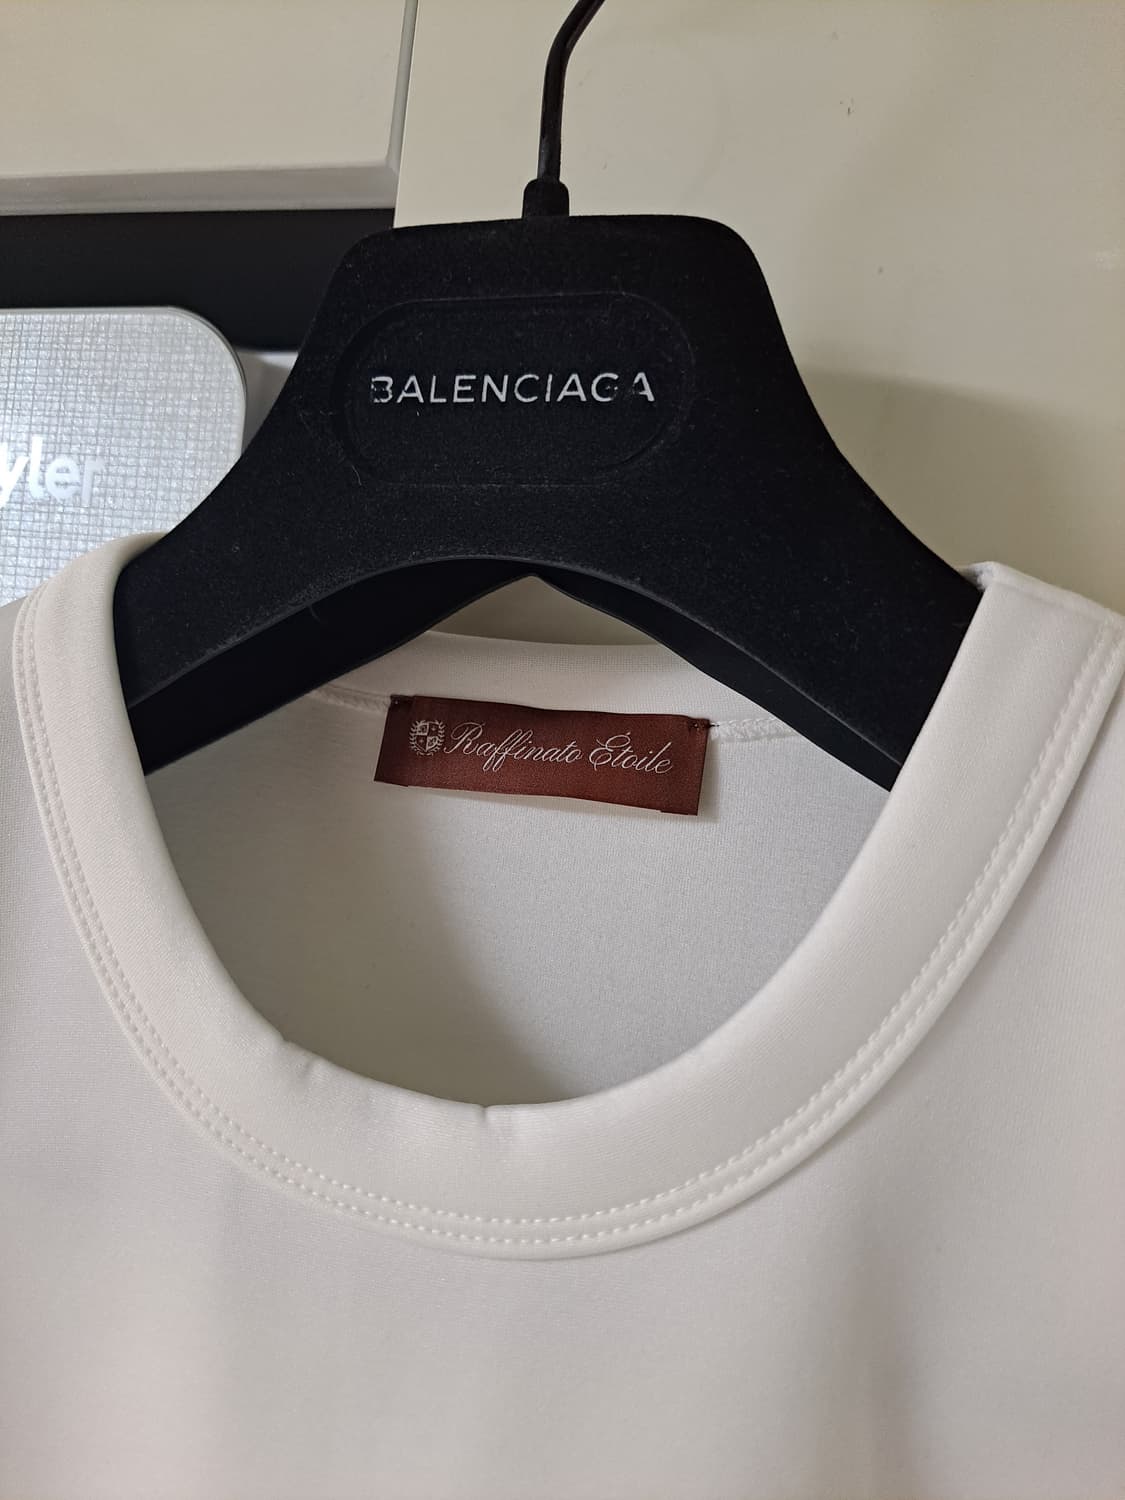 BALENCIAGA
yler
Raffinato Étoile